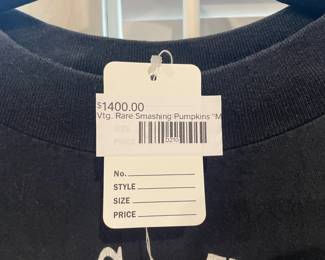 $1400.00
Vtg. Rare Smashing Pumpkins "M
No.
STYLE
SIZE
PRICE